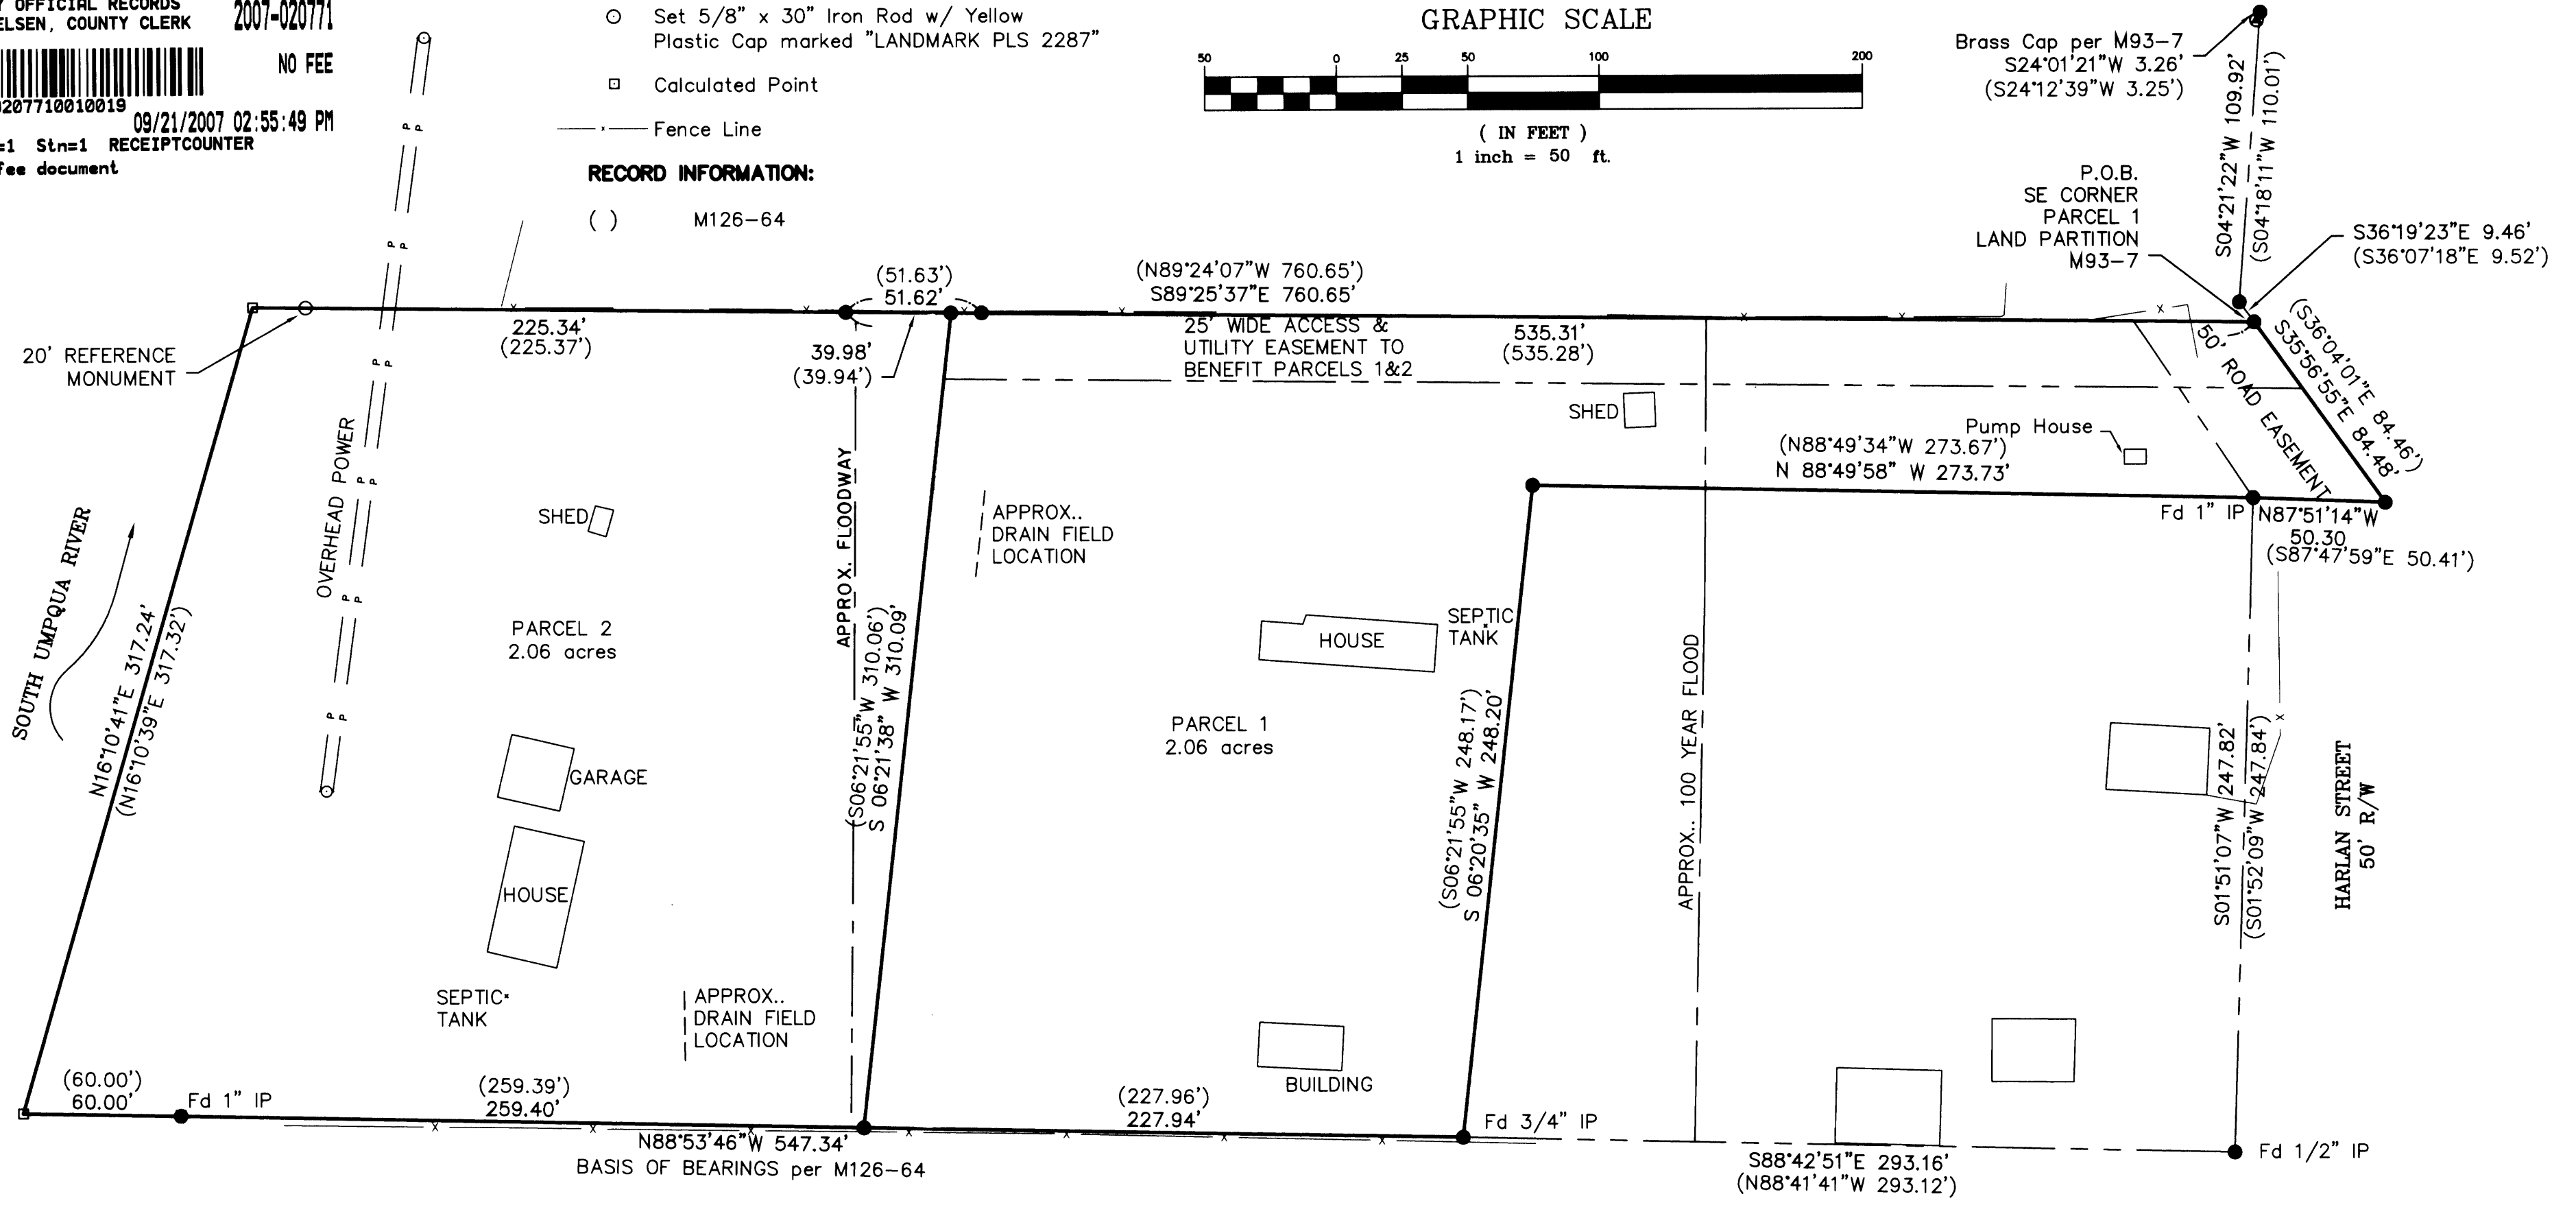 OFFICIAL RECORDS
ELSEN, COUNTY CLERK
2007-020771
NO FEE
0207710010019
09/21/2007 02:55:49 PM
=1 Stn=1 RECEIPTCOUNTER
fee document
Set 5/8" x 30" Iron Rod w/ Yellow
Plastic Cap marked "LANDMARK PLS 2287"
Calculated Point
x
Fence Line
RECORD INFORMATION:
( ) M126-64
GRAPHIC SCALE
50 0 25 50 100 200
( IN FEET )
1 inch = 50 ft.
Brass Cap per M93-7
S24°01'21"W 3.26'
(S24°12'39"W 3.25')
S04°21'22"W 109.92'
(S04°18'11"W 110.01')
P.O.B.
SE CORNER
PARCEL 1
LAND PARTITION
M93-7
S36°19'23"E 9.46'
(S36°07'18"E 9.52')
(51.63')
51.62'
(N89°24'07"W 760.65')
S89°25'37"E 760.65'
225.34'
(225.37')
39.98'
(39.94')
25' WIDE ACCESS &
UTILITY EASEMENT TO
BENEFIT PARCELS 1&2
535.31'
(535.28')
20' REFERENCE
MONUMENT
(S36°04'01"E 84.46')
S35°56'55"E 84.48'
50' ROAD EASEMENT
OVERHEAD POWER
P P
P P
P P
P P
P P
P P
P P
SHED
Pump House
(N88°49'34"W 273.67')
N 88°49'58" W 273.73'
Fd 1" IP
N87°51'14"W
50.30
(S87°47'59"E 50.41')
SOUTH UMPQUA RIVER
N16°10'41"E 317.24'
(N16°10'39"E 317.32')
SHED
APPROX. FLOODWAY
APPROX..
DRAIN FIELD
LOCATION
PARCEL 2
2.06 acres
(S06°21'55"W 310.06')
S 06°21'38" W 310.09'
HOUSE
SEPTIC
TANK
PARCEL 1
2.06 acres
(S06°21'55"W 248.17')
S 06°20'35" W 248.20'
APPROX.. 100 YEAR FLOOD
S01°51'07"W 247.82'
(S01°52'09"W 247.84')
HARLAN STREET
50' R/W
GARAGE
HOUSE
SEPTIC
TANK
APPROX..
DRAIN FIELD
LOCATION
BUILDING
(60.00')
60.00'
Fd 1" IP
(259.39')
259.40'
(227.96')
227.94'
Fd 3/4" IP
N88°53'46"W 547.34'
BASIS OF BEARINGS per M126-64
S88°42'51"E 293.16'
(N88°41'41"W 293.12')
Fd 1/2" IP